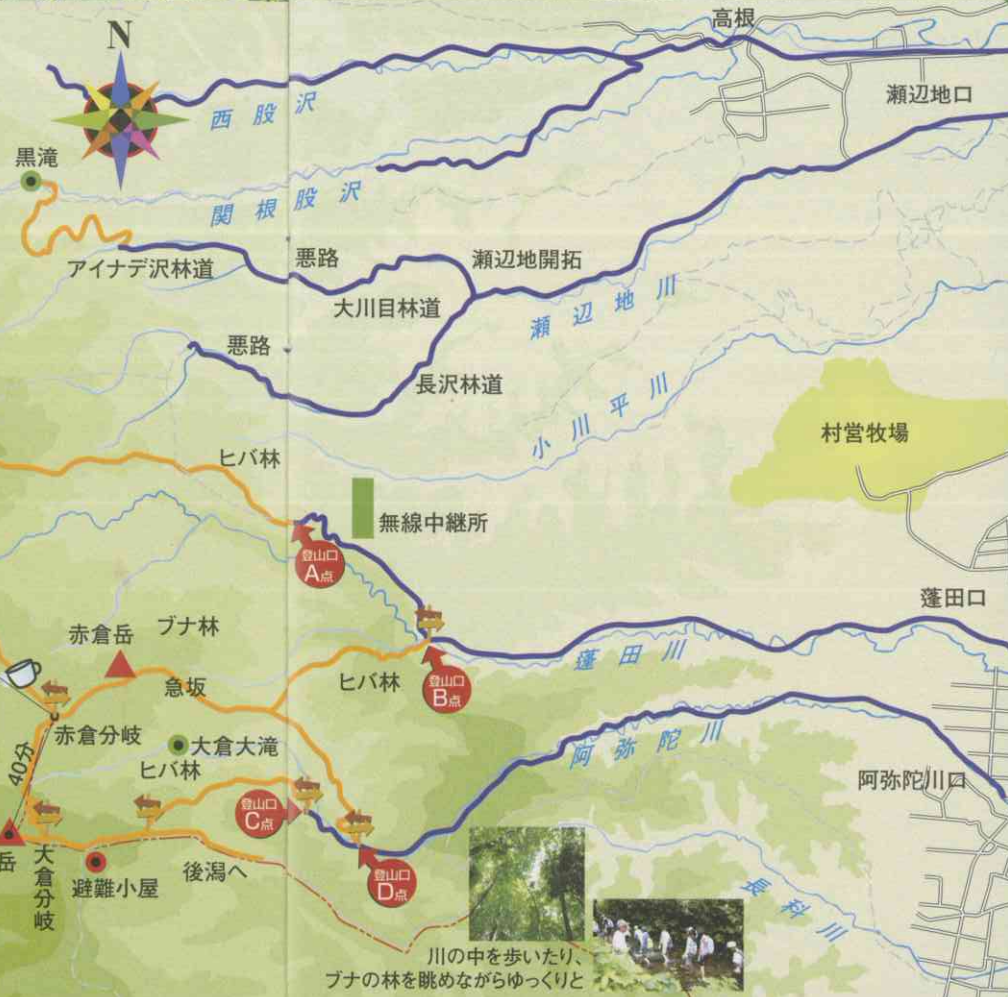 N
高根
瀬辺地口
西股沢
黒滝
関根股沢
アイナデ沢林道
悪路
瀬辺地開拓
大川目林道
瀬辺地川
悪路
長沢林道
小川平川
村営牧場
ヒバ林
無線中継所
登山口
A点
蓬田口
赤倉岳
ブナ林
蓬田川
急坂
ヒバ林
登山口
B点
赤倉分岐
大倉大滝
阿弥陀川
40分
ヒバ林
阿弥陀川口
登山口
C点
岳
大倉分岐
避難小屋
後潟へ
登山口
D点
長科川
川の中を歩いたり、
ブナの林を眺めながらゆっくりと